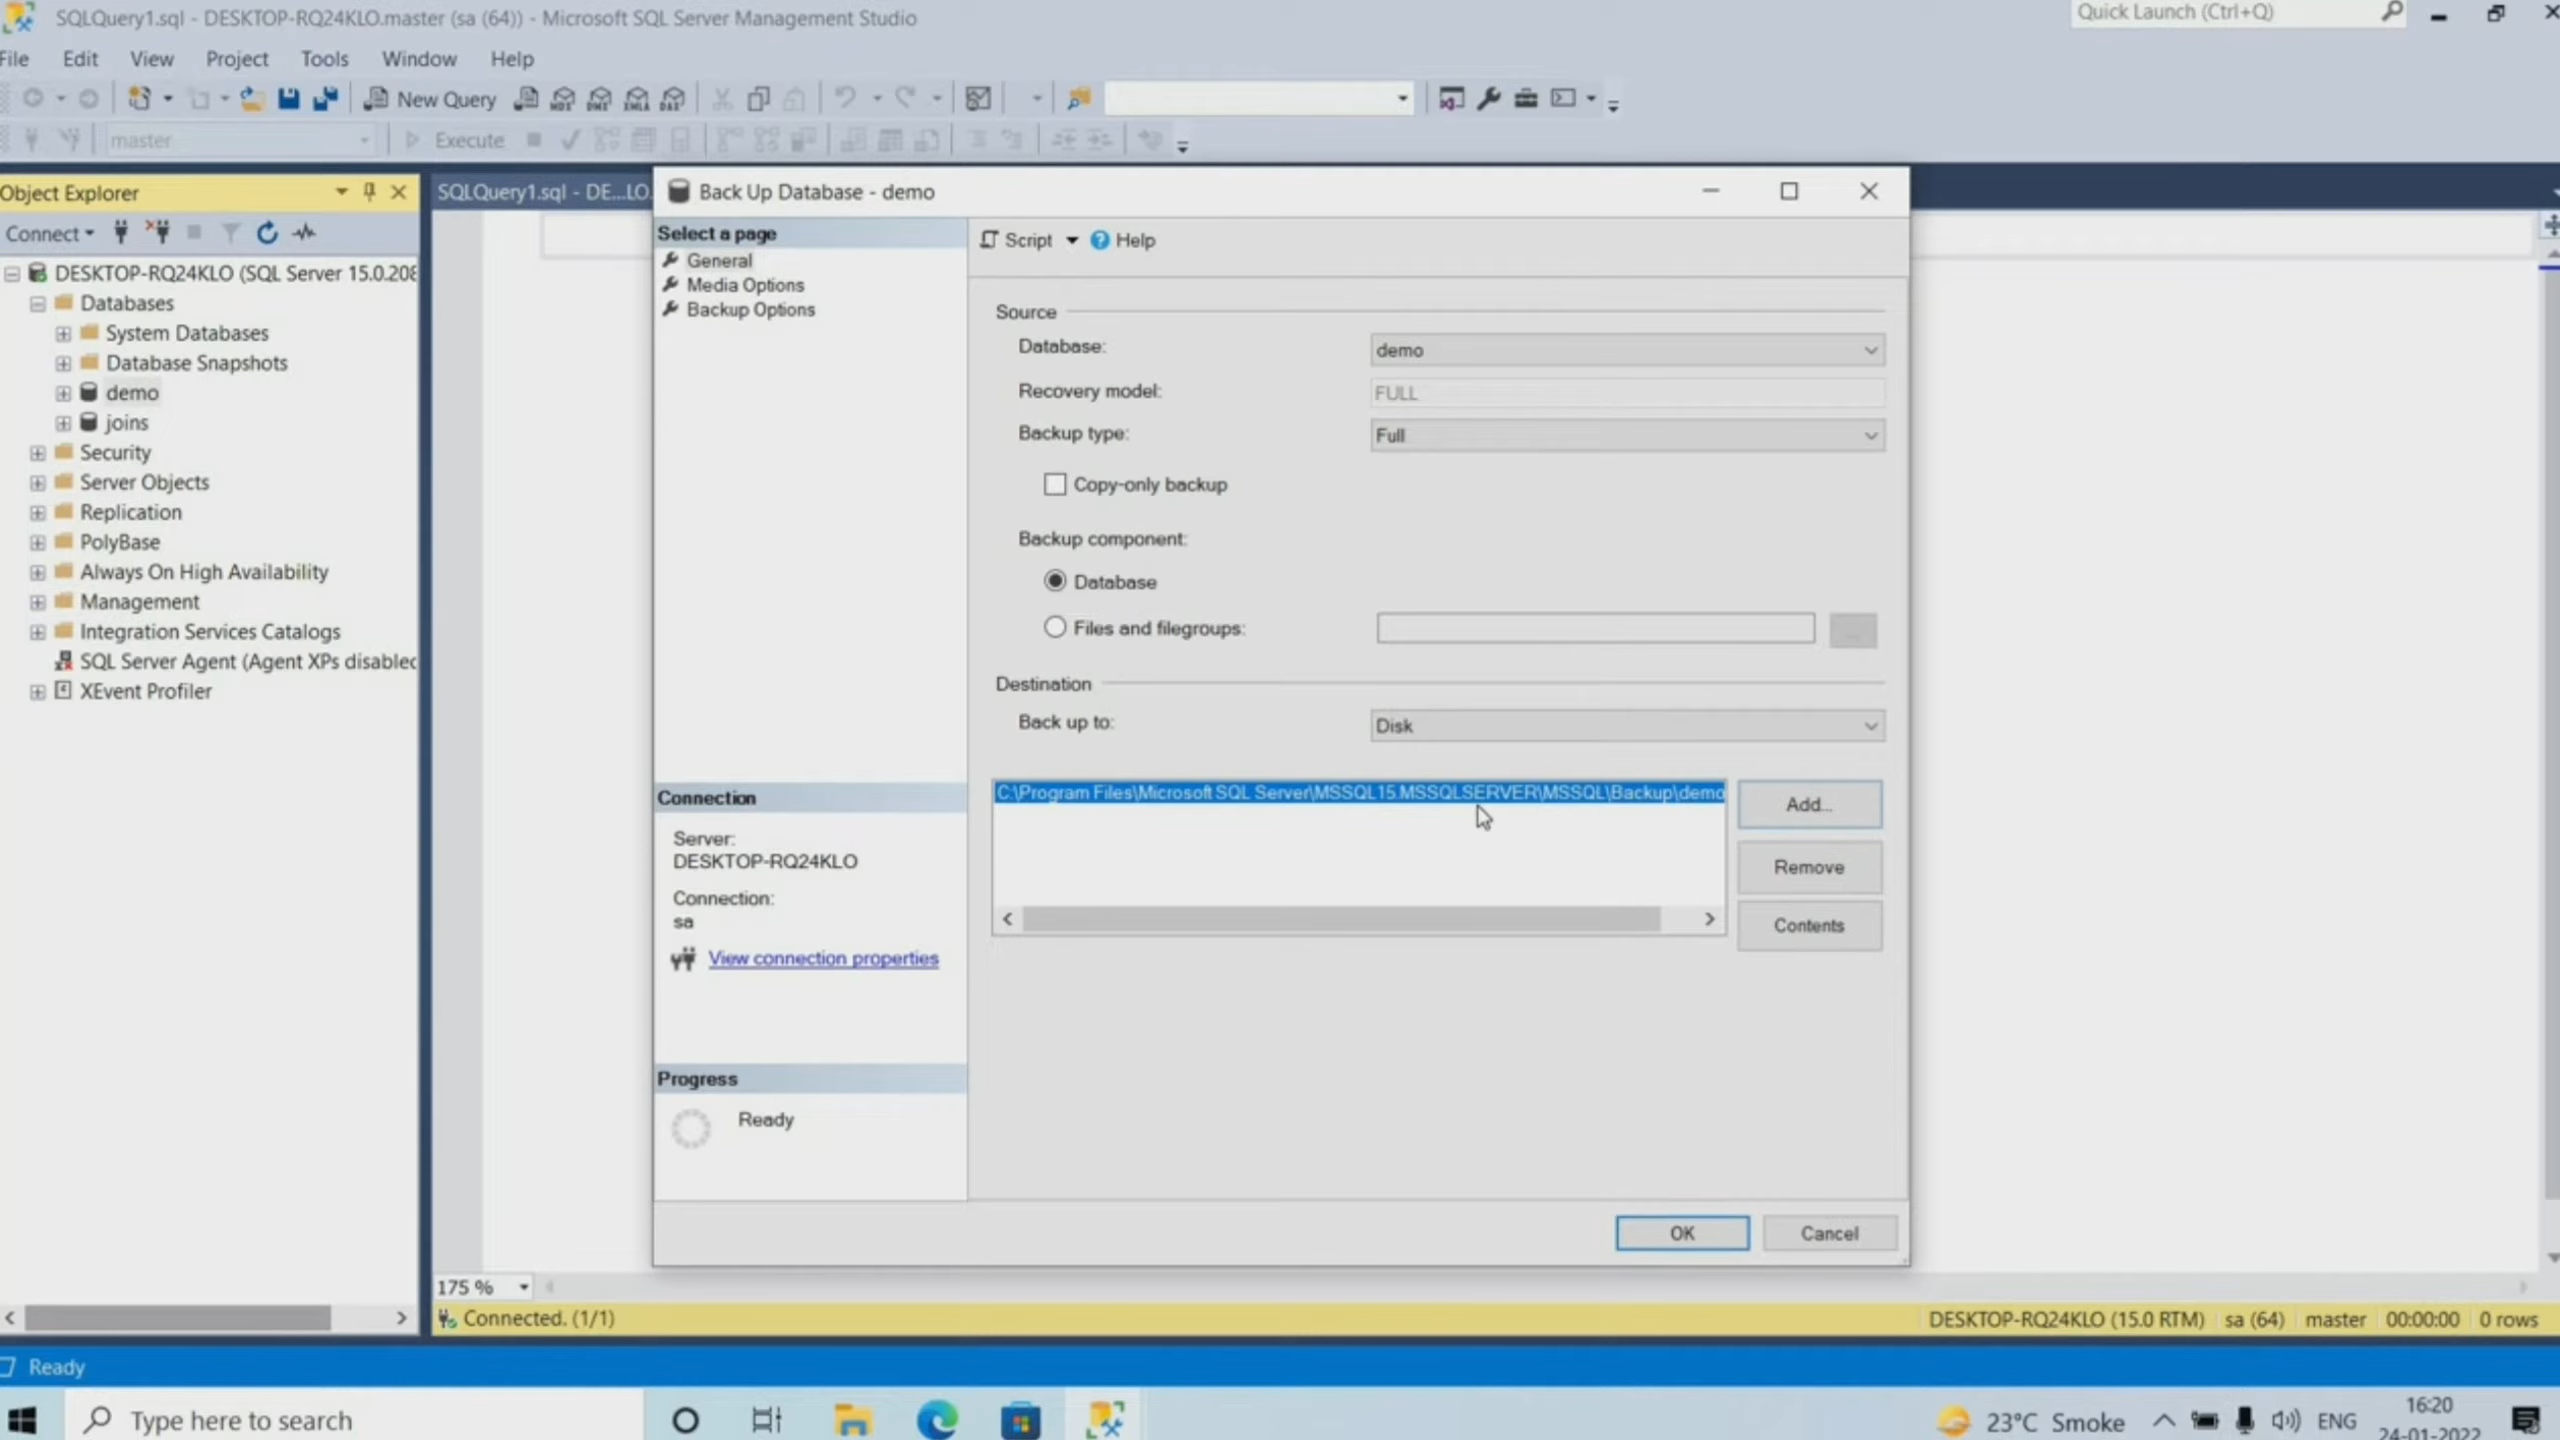 SQLQuery1.sql - DESKTOP-RQ24KLO.master (sa (64)) - Microsoft SQL Server Management Studio
Quick Launch (Ctrl+Q)
File Edit View Project Tools Window Help
New Query
master
Execute
Object Explorer
Connect
DESKTOP-RQ24KLO (SQL Server 15.0.208
Databases
System Databases
Database Snapshots
demo
joins
Security
Server Objects
Replication
PolyBase
Always On High Availability
Management
Integration Services Catalogs
SQL Server Agent (Agent XPs disabled
XEvent Profiler
SQLQuery1.sql - DE...LO.
Back Up Database - demo
Select a page
General
Media Options
Backup Options
Script
Help
Source
Database:
demo
Recovery model:
FULL
Backup type:
Full
Copy-only backup
Backup component:
Database
Files and filegroups:
Destination
Back up to:
Disk
C:\Program Files\Microsoft SQL Server\MSSQL15.MSSQLSERVER\MSSQL\Backup\demo
Add...
Remove
Contents
Connection
Server:
DESKTOP-RQ24KLO
Connection:
sa
View connection properties
Progress
Ready
OK
Cancel
175 %
Connected. (1/1)
DESKTOP-RQ24KLO (15.0 RTM) sa (64) master 00:00:00 0 rows
Ready
Type here to search
23°C Smoke
ENG
16:20
24-01-2022